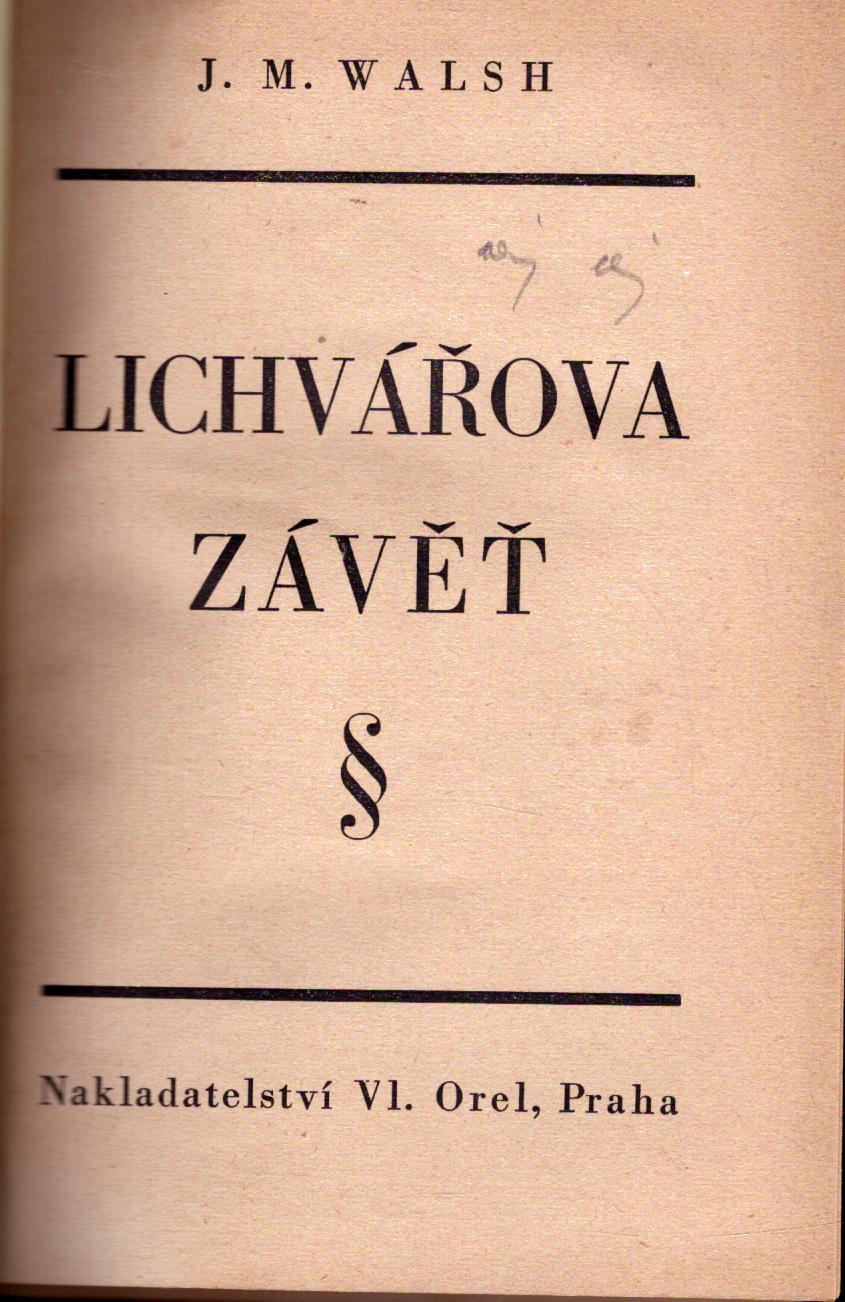 J. M. WALSH
LICHVÁŘOVA
ZÁVĚŤ
§
Nakladatelství Vl. Orel, Praha